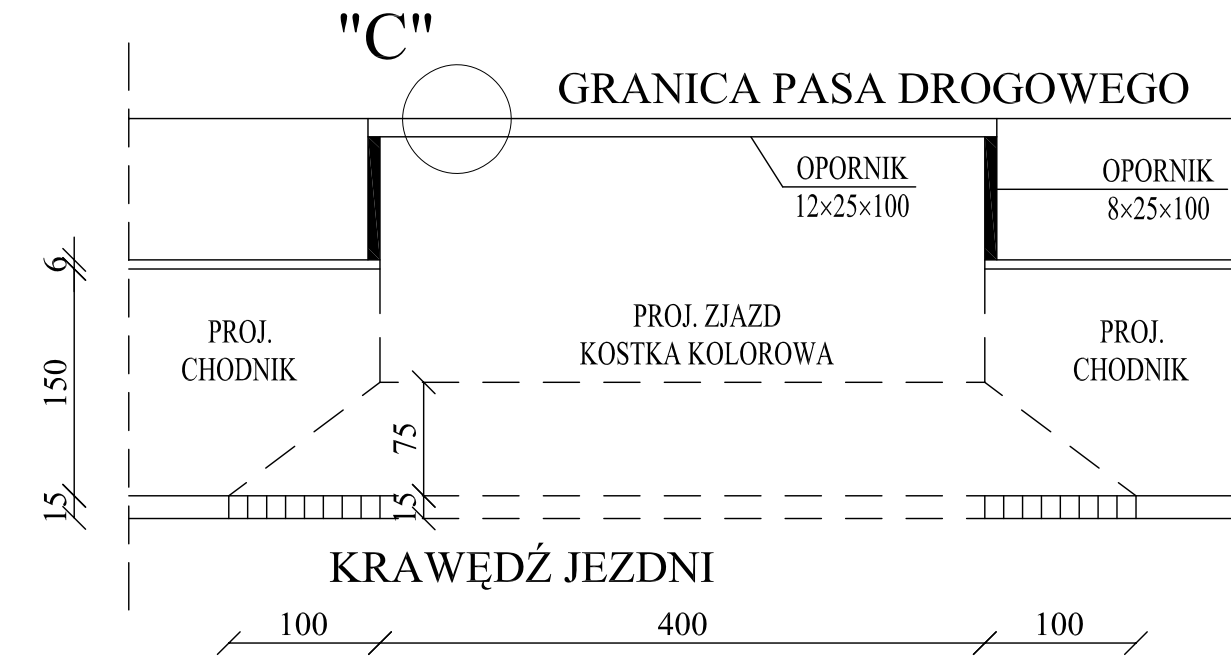 "C"
GRANICA PASA DROGOWEGO
OPORNIK
12×25×100
OPORNIK
8×25×100
6
150
15
PROJ.
CHODNIK
PROJ. ZJAZD
KOSTKA KOLOROWA
PROJ.
CHODNIK
75
15
KRAWĘDŹ JEZDNI
100
400
100